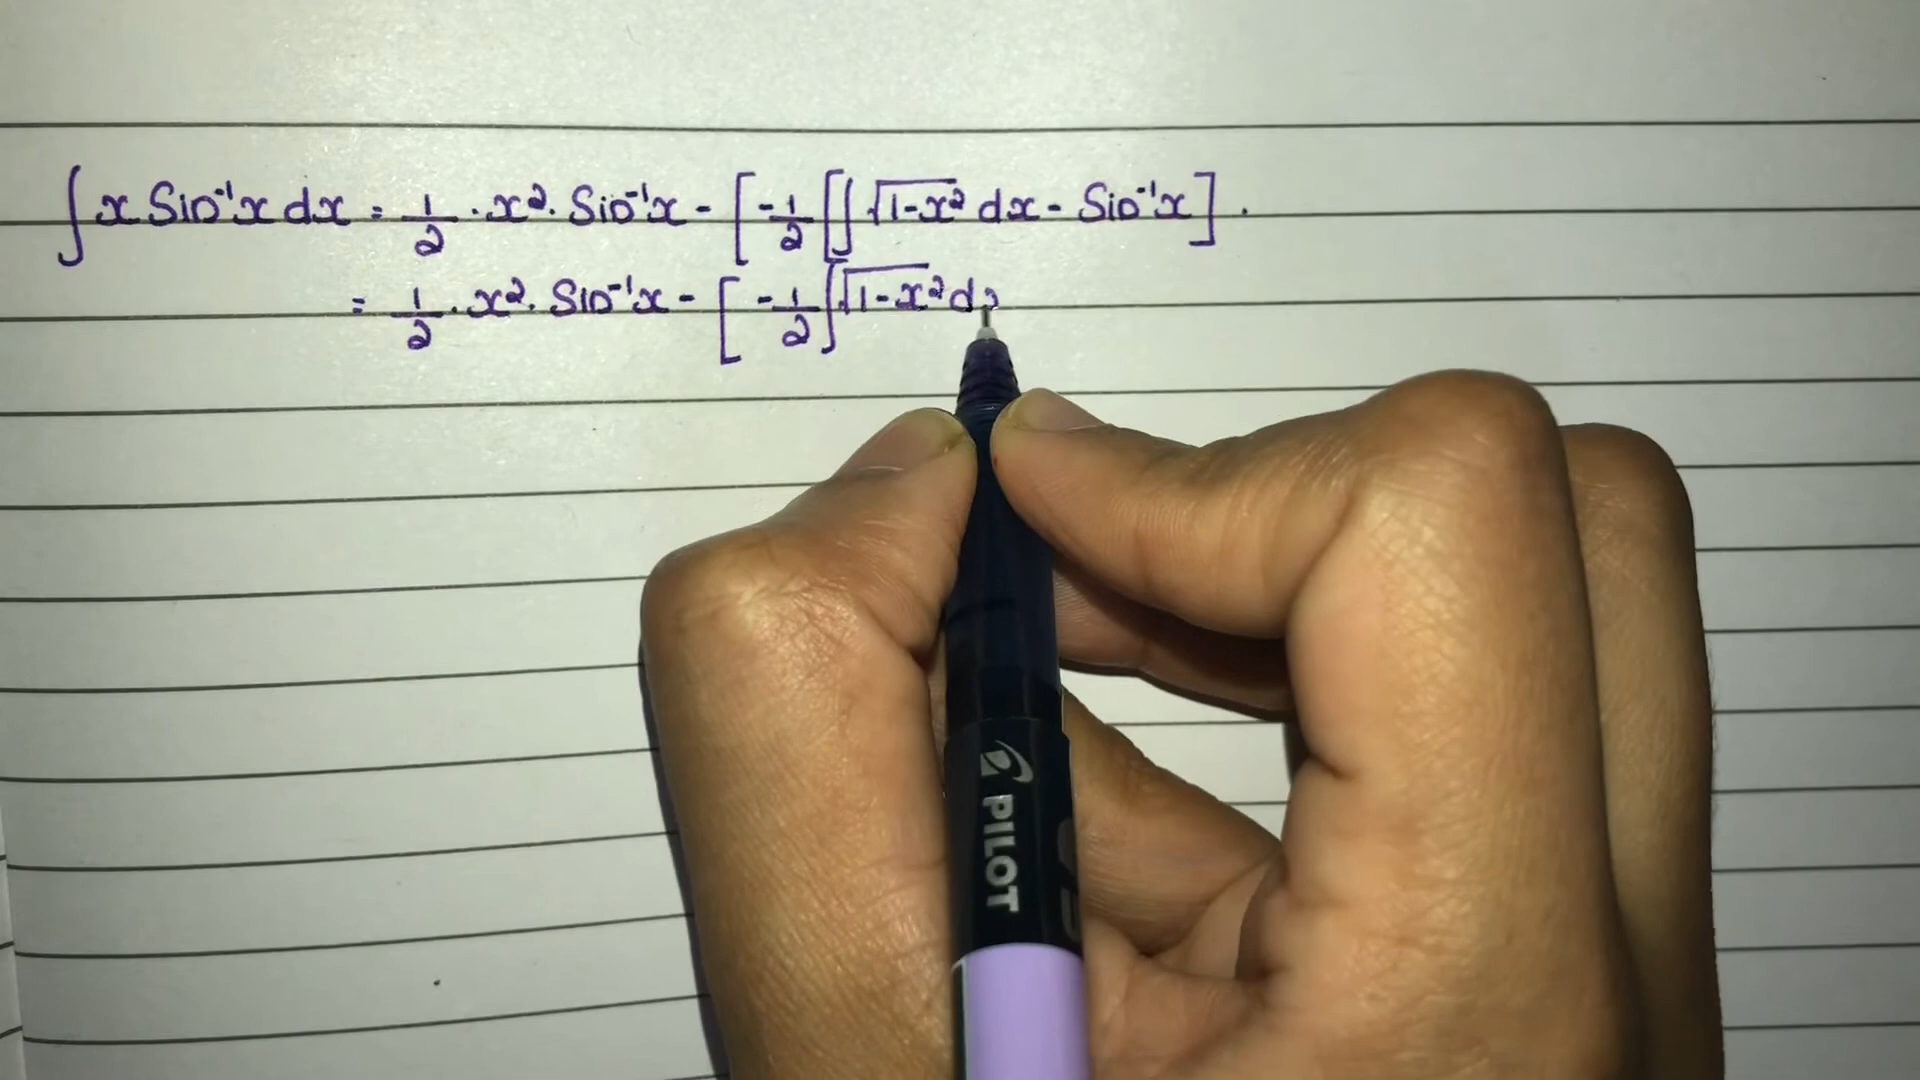 ∫ x Sin⁻¹x dx = 1/2 · x² · Sin⁻¹x - [ -1/2 [ ∫ √1-x² dx - Sin⁻¹x ] .
= 1/2 · x² · Sin⁻¹x - [ -1/2 ∫ √1-x² d
PILOT